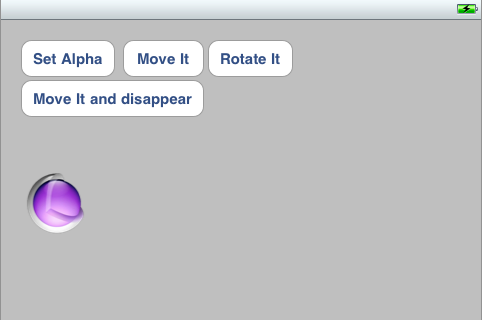 Set Alpha Move It Rotate It
Move It and disappear